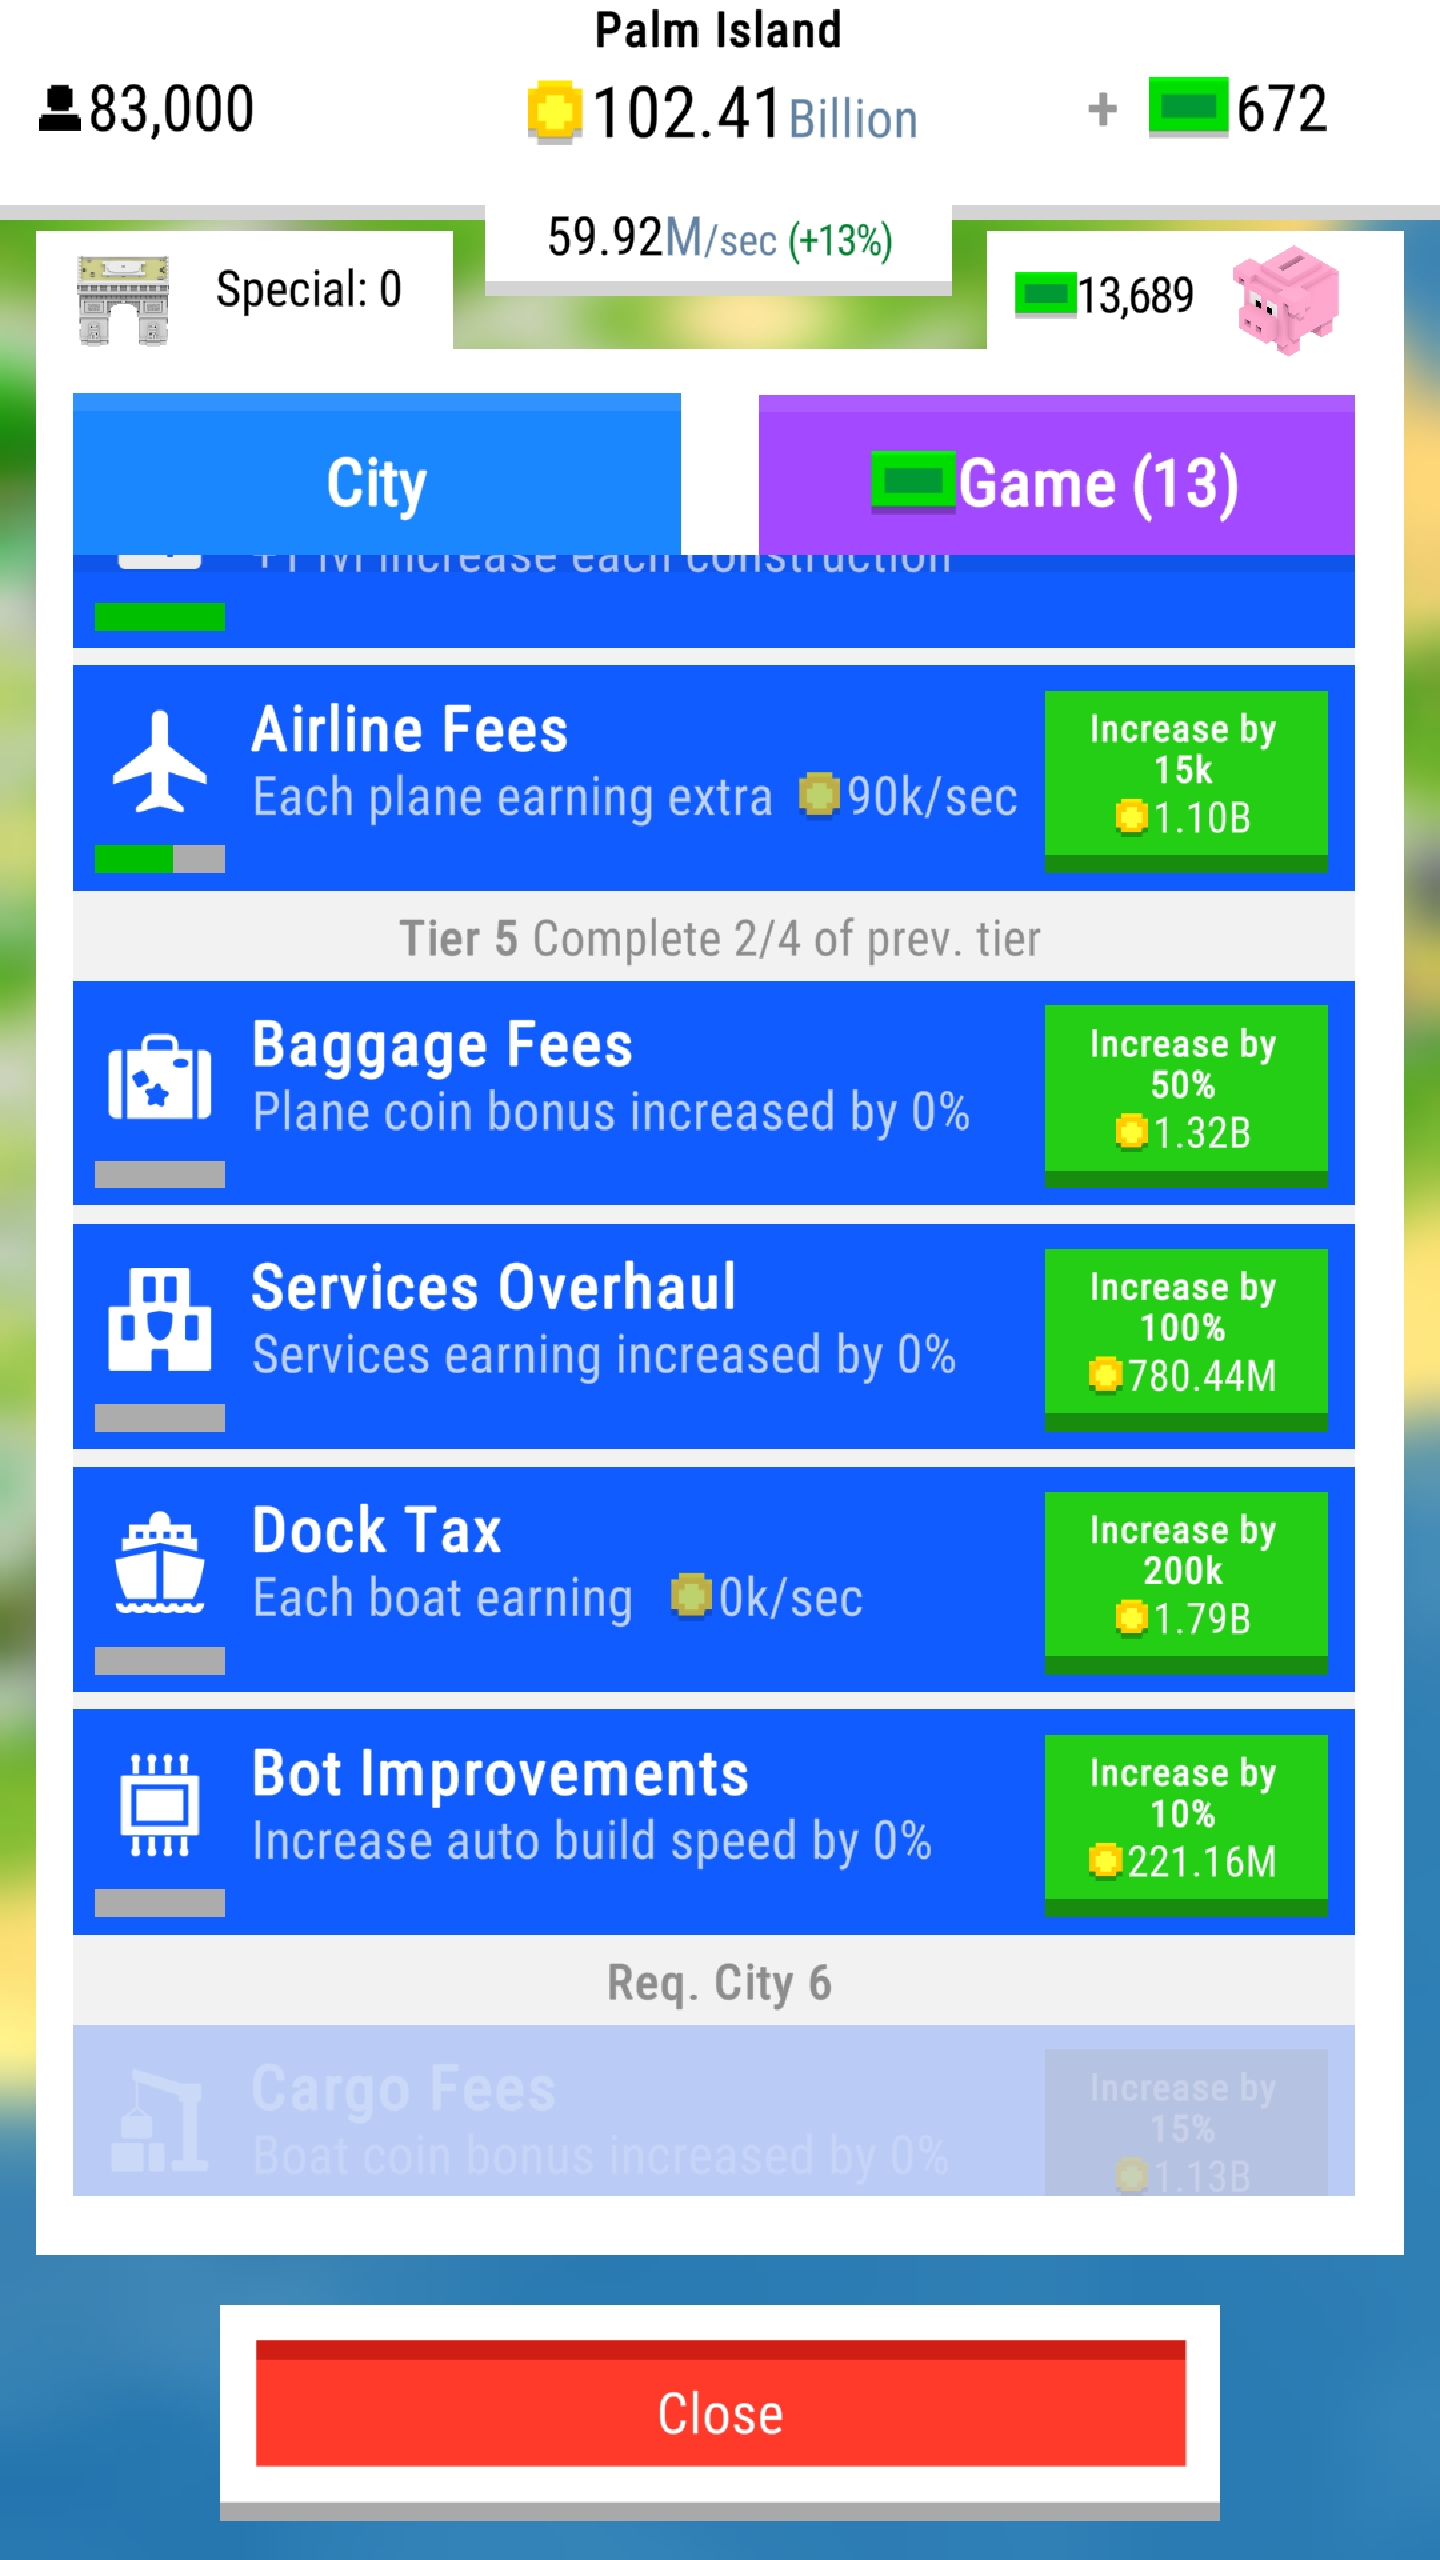 Palm Island
83,000
102.41Billion
+ 672
59.92M/sec (+13%)
Special: 0
13,689
City
Game (13)
+1 lvl increase each construction
Airline Fees
Each plane earning extra 90k/sec
Increase by
15k
1.10B
Tier 5 Complete 2/4 of prev. tier
Baggage Fees
Plane coin bonus increased by 0%
Increase by
50%
1.32B
Services Overhaul
Services earning increased by 0%
Increase by
100%
780.44M
Dock Tax
Each boat earning 0k/sec
Increase by
200k
1.79B
Bot Improvements
Increase auto build speed by 0%
Increase by
10%
221.16M
Req. City 6
Cargo Fees
Boat coin bonus increased by 0%
Increase by
15%
1.13B
Close